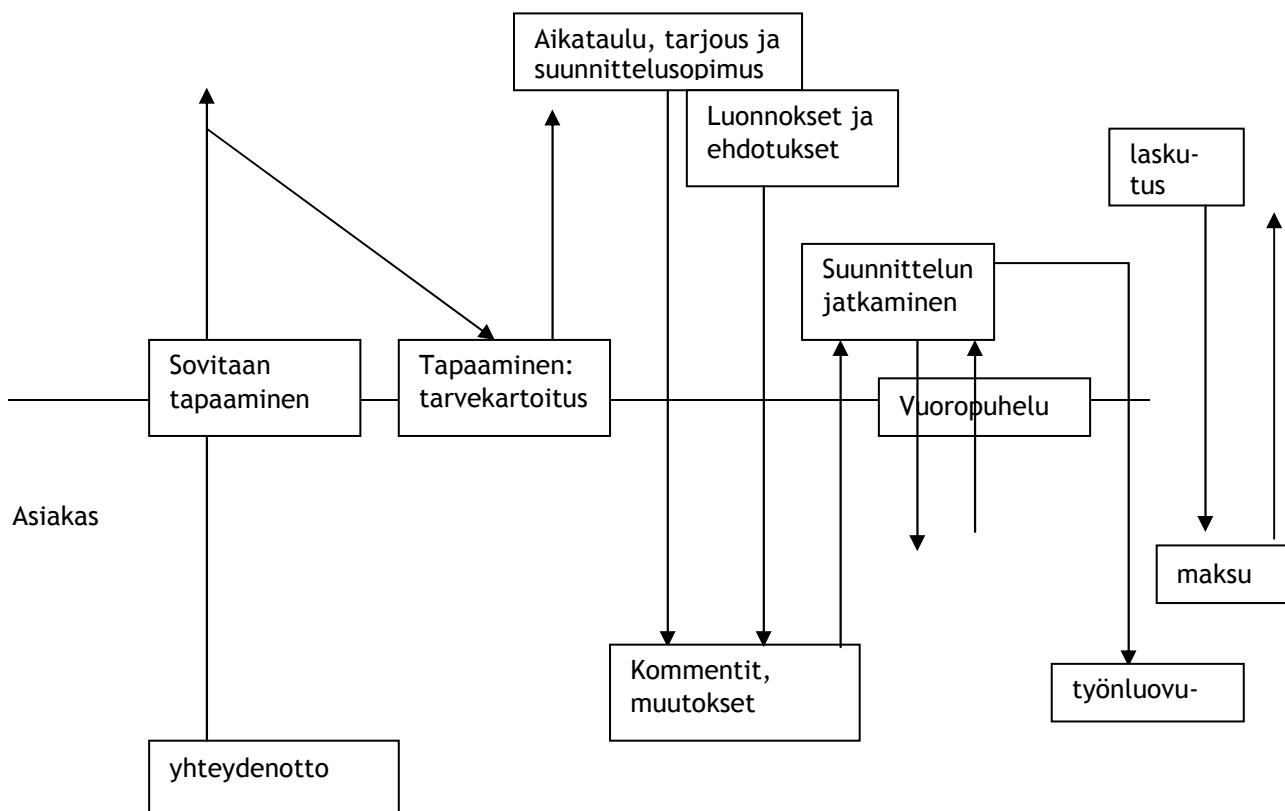 Aikataulu, tarjous ja
suunnittelusopimus
Luonnokset ja
ehdotukset
lasku-
tus
Suunnittelun
jatkaminen
Sovitaan
tapaaminen
Tapaaminen:
tarvekartoitus
Vuoropuhelu
Asiakas
maksu
Kommentit,
muutokset
työnluovu-
yhteydenotto